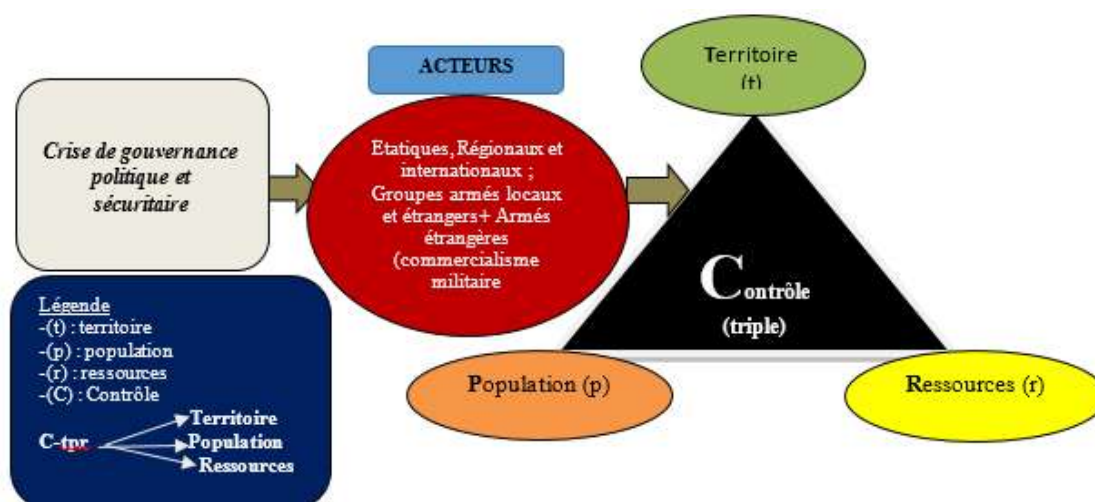 ACTEURS
Territoire
(t)
Crise de gouvernance
politique et
sécuritaire
Etatiques, Régionaux et
internationaux ;
Groupes armés locaux
et étrangers+ Armés
étrangères
(commercialisme
militaire
Contrôle
(triple)
Population (p)
Ressources (r)
Légende
-(t) : territoire
-(p) : population
-(r) : ressources
-(C) : Contrôle
Territoire
C-tpr Population
Ressources